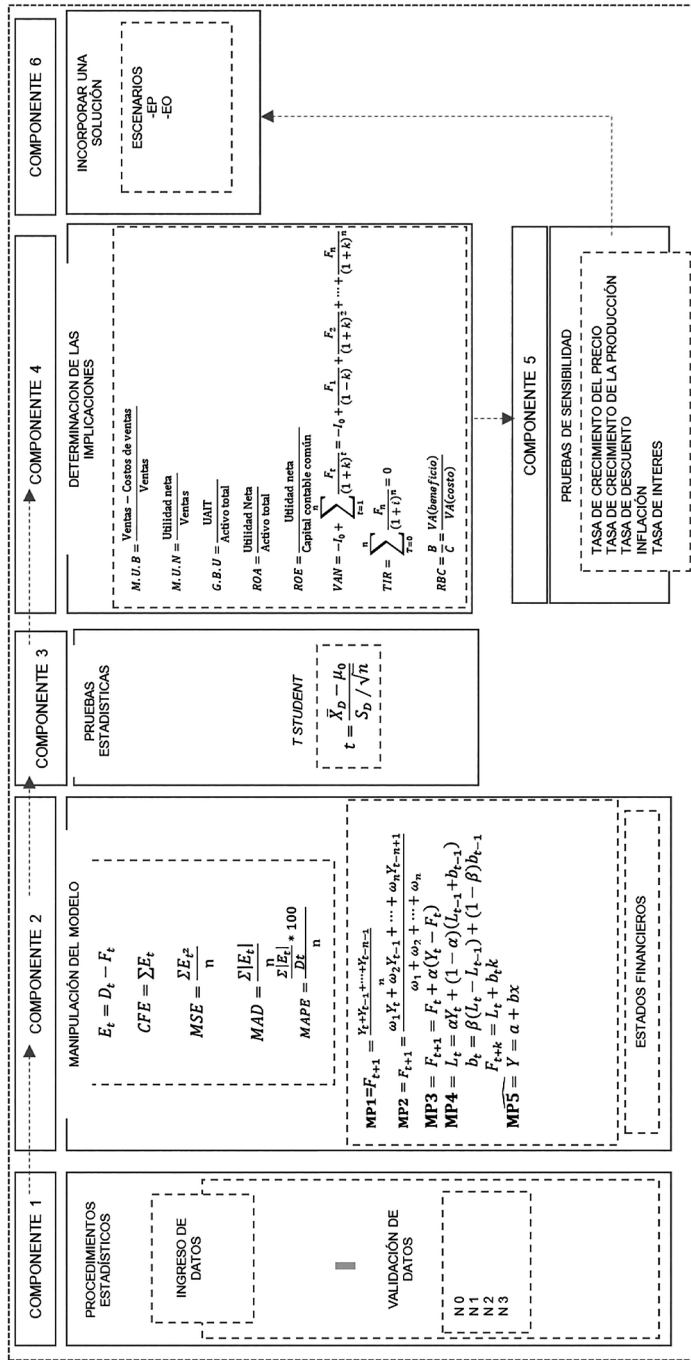 COMPONENTE 1
PROCEDIMIENTOS
ESTADÍSTICOS
INGRESO DE
DATOS
VALIDACIÓN DE
DATOS
N 0
N 1
N 2
N 3
COMPONENTE 2
MANIPULACIÓN DEL MODELO
E_t = D_t − F_t
CFE = ∑E_t
MSE = ΣE_t² / n
MAD = Σ|E_t| / n
MAPE = (Σ|E_t| / Dt * 100) / n
MP1=F_{t+1} = (Y_t+Y_{t−1}+⋯+Y_{t−n−1}) / n
MP2 = F_{t+1} = (ω_1Y_t + ω_2Y_{t−1} + ⋯ + ω_nY_{t−n+1}) / (ω_1 + ω_2 + ⋯ + ω_n)
MP3 = F_{t+1} = F_t + α(Y_t − F_t)
MP4 = L_t = αY_t + (1 − α)(L_{t−1}+b_{t−1})
b_t = β(L_t − L_{t−1}) + (1 − β)b_{t−1}
F_{t+k} = L_t + b_tk
MP5 = Y = a + bx
ESTADOS FINANCIEROS
COMPONENTE 3
PRUEBAS
ESTADISTICAS
T STUDENT
t = (X̄_D − μ_0) / (S_D / √n)
COMPONENTE 4
DETERMINACION DE LAS
IMPLICACIONES
M.U.B = (Ventas − Costos de ventas) / Ventas
M.U.N = Utilidad neta / Ventas
G.B.U = UAIT / Activo total
ROA = Utilidad Neta / Activo total
ROE = Utilidad neta / Capital contable común
VAN = −I_0 + ∑_{t=1}^{n} F_t / (1 + k)^t = −I_0 + F_1 / (1 − k) + F_2 / (1 + k)^2 + ⋯ + F_n / (1 + k)^n
TIR = ∑_{T=0}^{n} F_n / (1 + i)^n = 0
RBC = B / C = VA(beneficio) / VA(costo)
COMPONENTE 5
PRUEBAS DE SENSIBILIDAD
TASA DE CRECIMIENTO DEL PRECIO
TASA DE CRECIMIENTO DE LA PRODUCCIÓN
TASA DE DESCUENTO
INFLACIÓN
TASA DE INTERES
COMPONENTE 6
INCORPORAR UNA
SOLUCIÓN
ESCENARIOS
-EP
-EO